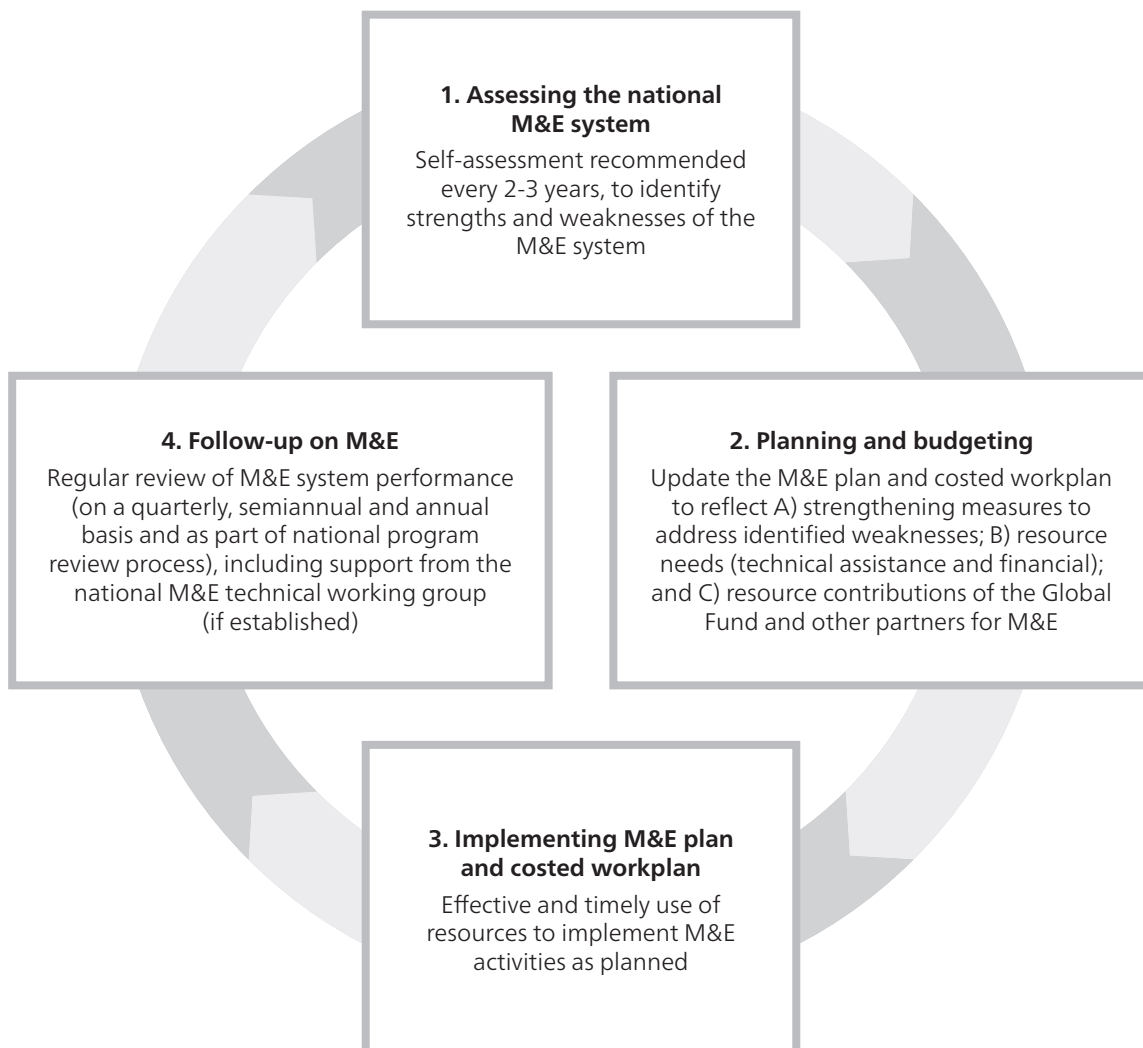 1. Assessing the national
M&E system
Self-assessment recommended
every 2-3 years, to identify
strengths and weaknesses of the
M&E system
2. Planning and budgeting
Update the M&E plan and costed workplan
to reflect A) strengthening measures to
address identified weaknesses; B) resource
needs (technical assistance and financial);
and C) resource contributions of the Global
Fund and other partners for M&E
3. Implementing M&E plan
and costed workplan
Effective and timely use of
resources to implement M&E
activities as planned
4. Follow-up on M&E
Regular review of M&E system performance
(on a quarterly, semiannual and annual
basis and as part of national program
review process), including support from the
national M&E technical working group
(if established)